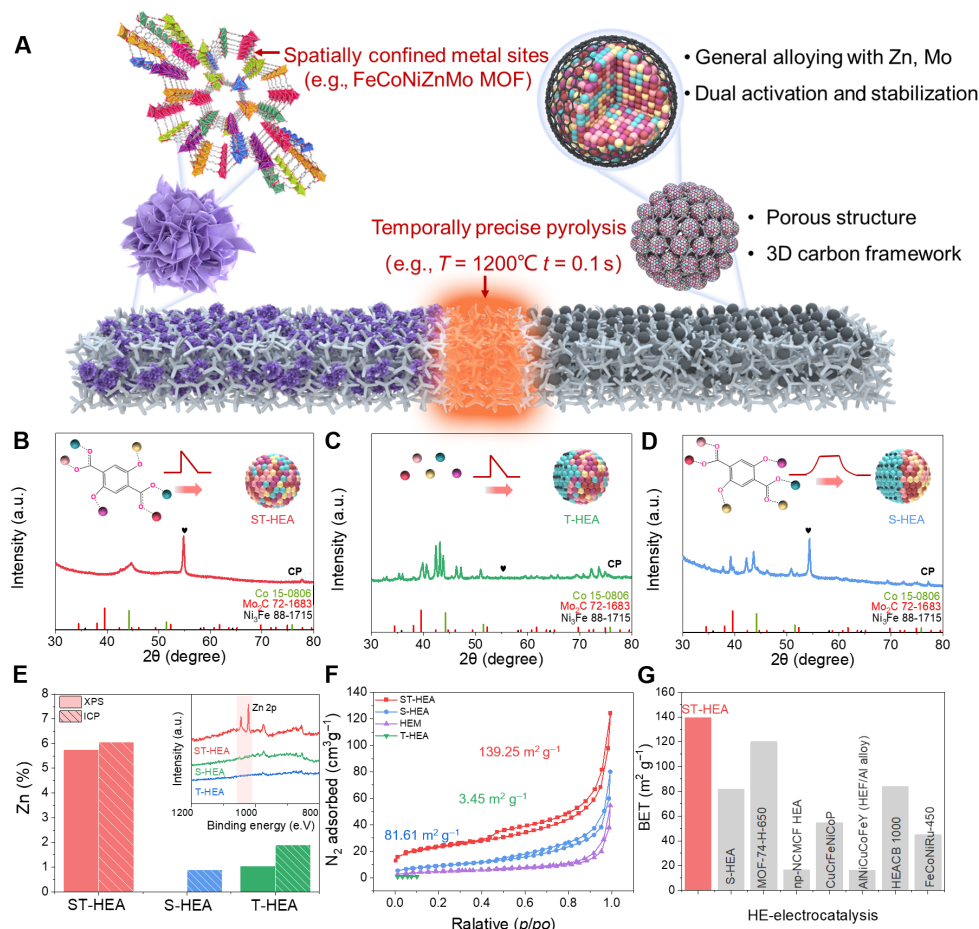 A
Spatially confined metal sites
(e.g., FeCoNiZnMo MOF)
• General alloying with Zn, Mo
• Dual activation and stabilization
Temporally precise pyrolysis
(e.g., T = 1200℃ t = 0.1 s)
• Porous structure
• 3D carbon framework
B
ST-HEA
♥
CP
Co 15-0806
Mo2C 72-1683
Ni3Fe 88-1715
Intensity (a.u.)
30 40 50 60 70 80
2θ (degree)
C
T-HEA
♥
CP
Co 15-0806
Mo2C 72-1683
Ni3Fe 88-1715
Intensity (a.u.)
30 40 50 60 70 80
2θ (degree)
D
S-HEA
♥
CP
Co 15-0806
Mo2C 72-1683
Ni3Fe 88-1715
Intensity (a.u.)
30 40 50 60 70 80
2θ (degree)
E
Zn (%)
8
7
6
5
4
3
2
1
0
XPS
ICP
Intensity (a.u.)
Zn 2p
ST-HEA
S-HEA
T-HEA
1200 1000 800
Binding energy (e.V)
ST-HEA S-HEA T-HEA
F
N2 adsorbed (cm3g−1)
140
120
100
80
60
40
20
0
ST-HEA
S-HEA
HEM
T-HEA
139.25 m2 g−1
3.45 m2 g−1
81.61 m2 g−1
0.0 0.2 0.4 0.6 0.8 1.0
Ralative (p/po)
G
BET (m2 g−1)
160
140
120
100
80
60
40
20
0
ST-HEA
S-HEA
MOF-74-H-650
np-NCMCF HEA
CuCrFeNiCoP
AlNiCuCoFeY (HEF/Al alloy)
HEACB 1000
FeCoNiRu-450
HE-electrocatalysis